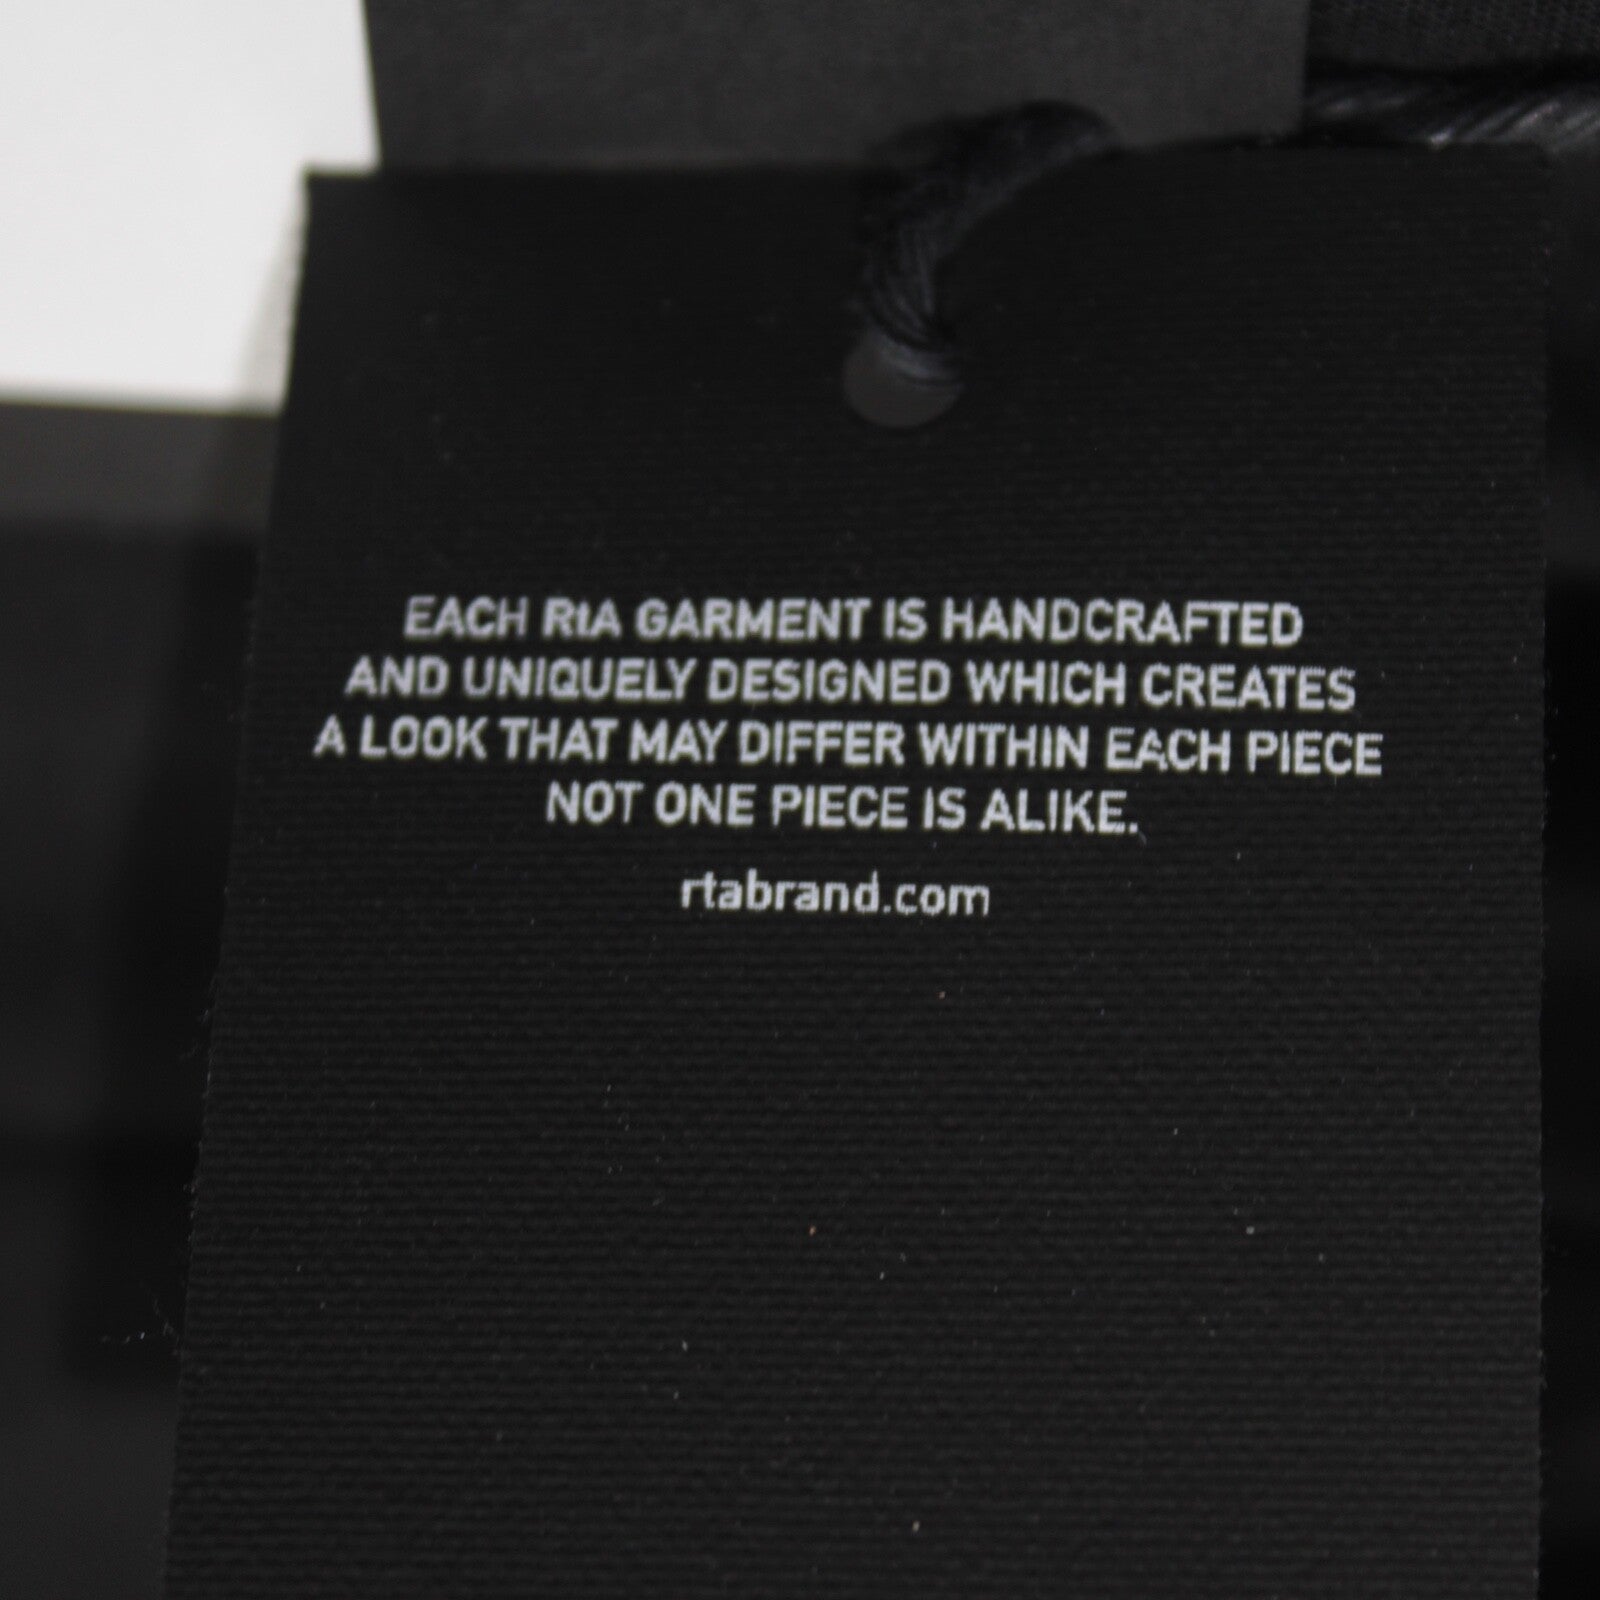 EACH RtA GARMENT IS HANDCRAFTED
AND UNIQUELY DESIGNED WHICH CREATES
A LOOK THAT MAY DIFFER WITHIN EACH PIECE
NOT ONE PIECE IS ALIKE.
rtabrand.com